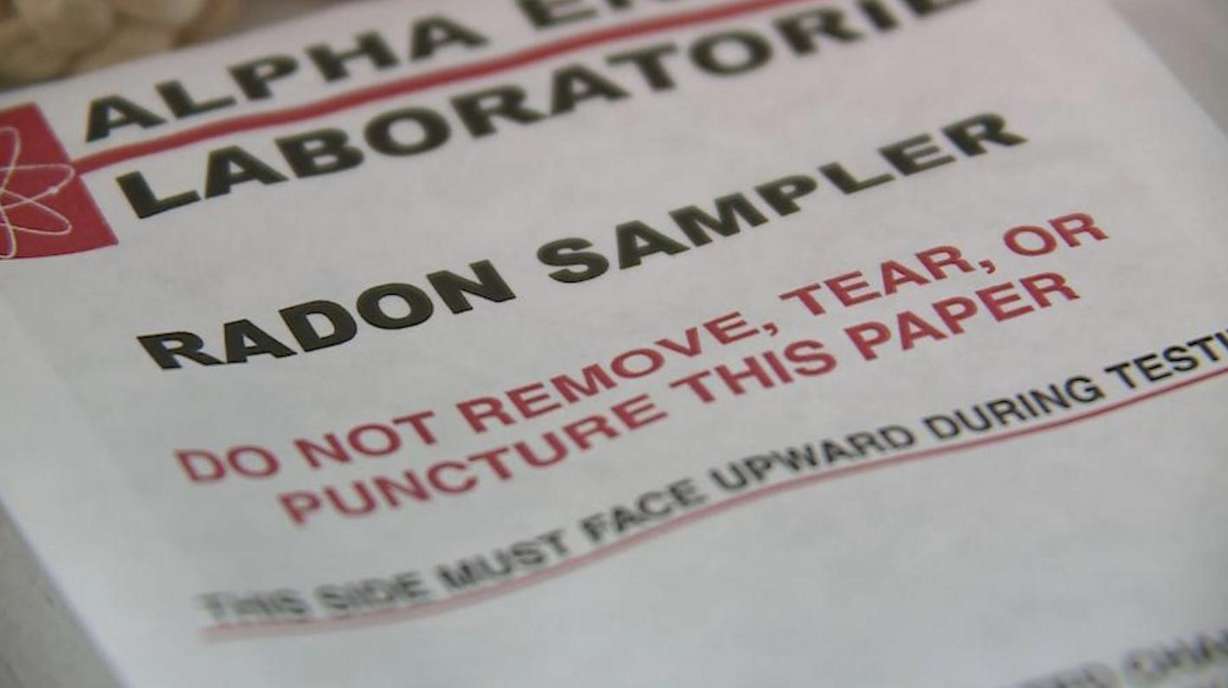 ALPHA EN
LABORATORIE
RADON SAMPLER
DO NOT REMOVE, TEAR, OR
PUNCTURE THIS PAPER
THIS SIDE MUST FACE UPWARD DURING TESTI